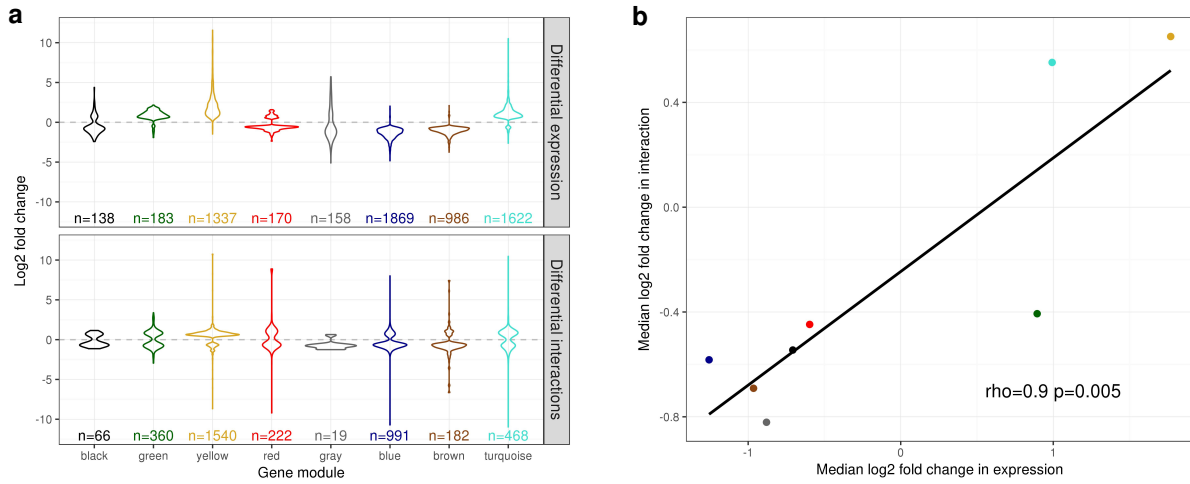 a
Log2 fold change
10
5
0
-5
-10
n=138 n=183 n=1337 n=170 n=158 n=1869 n=986 n=1622
Differential expression
10
5
0
-5
-10
n=66 n=360 n=1540 n=222 n=19 n=991 n=182 n=468
Differential interactions
black green yellow red gray blue brown turquoise
Gene module
b
Median log2 fold change in interaction
0.4
0.0
-0.4
-0.8
rho=0.9 p=0.005
-1 0 1
Median log2 fold change in expression